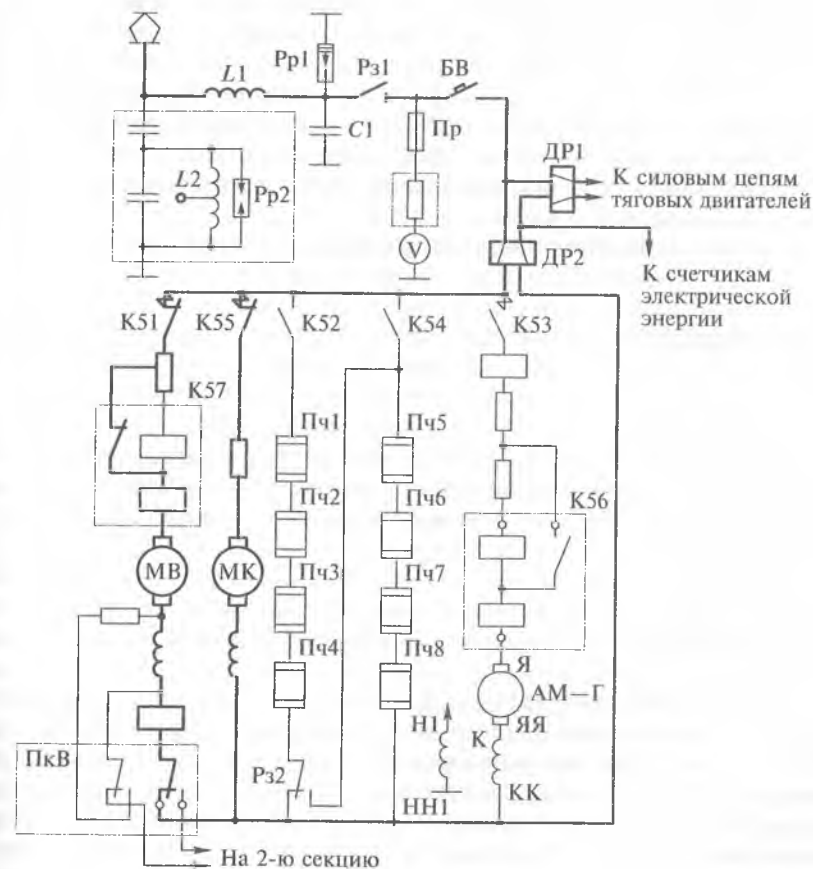 L1
Рр1
Рз1
БВ
C1
Пр
L2
Рр2
V
ДР1
К силовым цепям
тяговых двигателей
ДР2
К счетчикам
электрической
энергии
К51
К55
К52
К54
К53
К57
Пч1
Пч2
Пч3
Пч4
Пч5
Пч6
Пч7
Пч8
К56
МВ
МК
Я
АМ—Г
ЯЯ
Н1
НН1
К
КК
ПкВ
Рз2
На 2-ю секцию